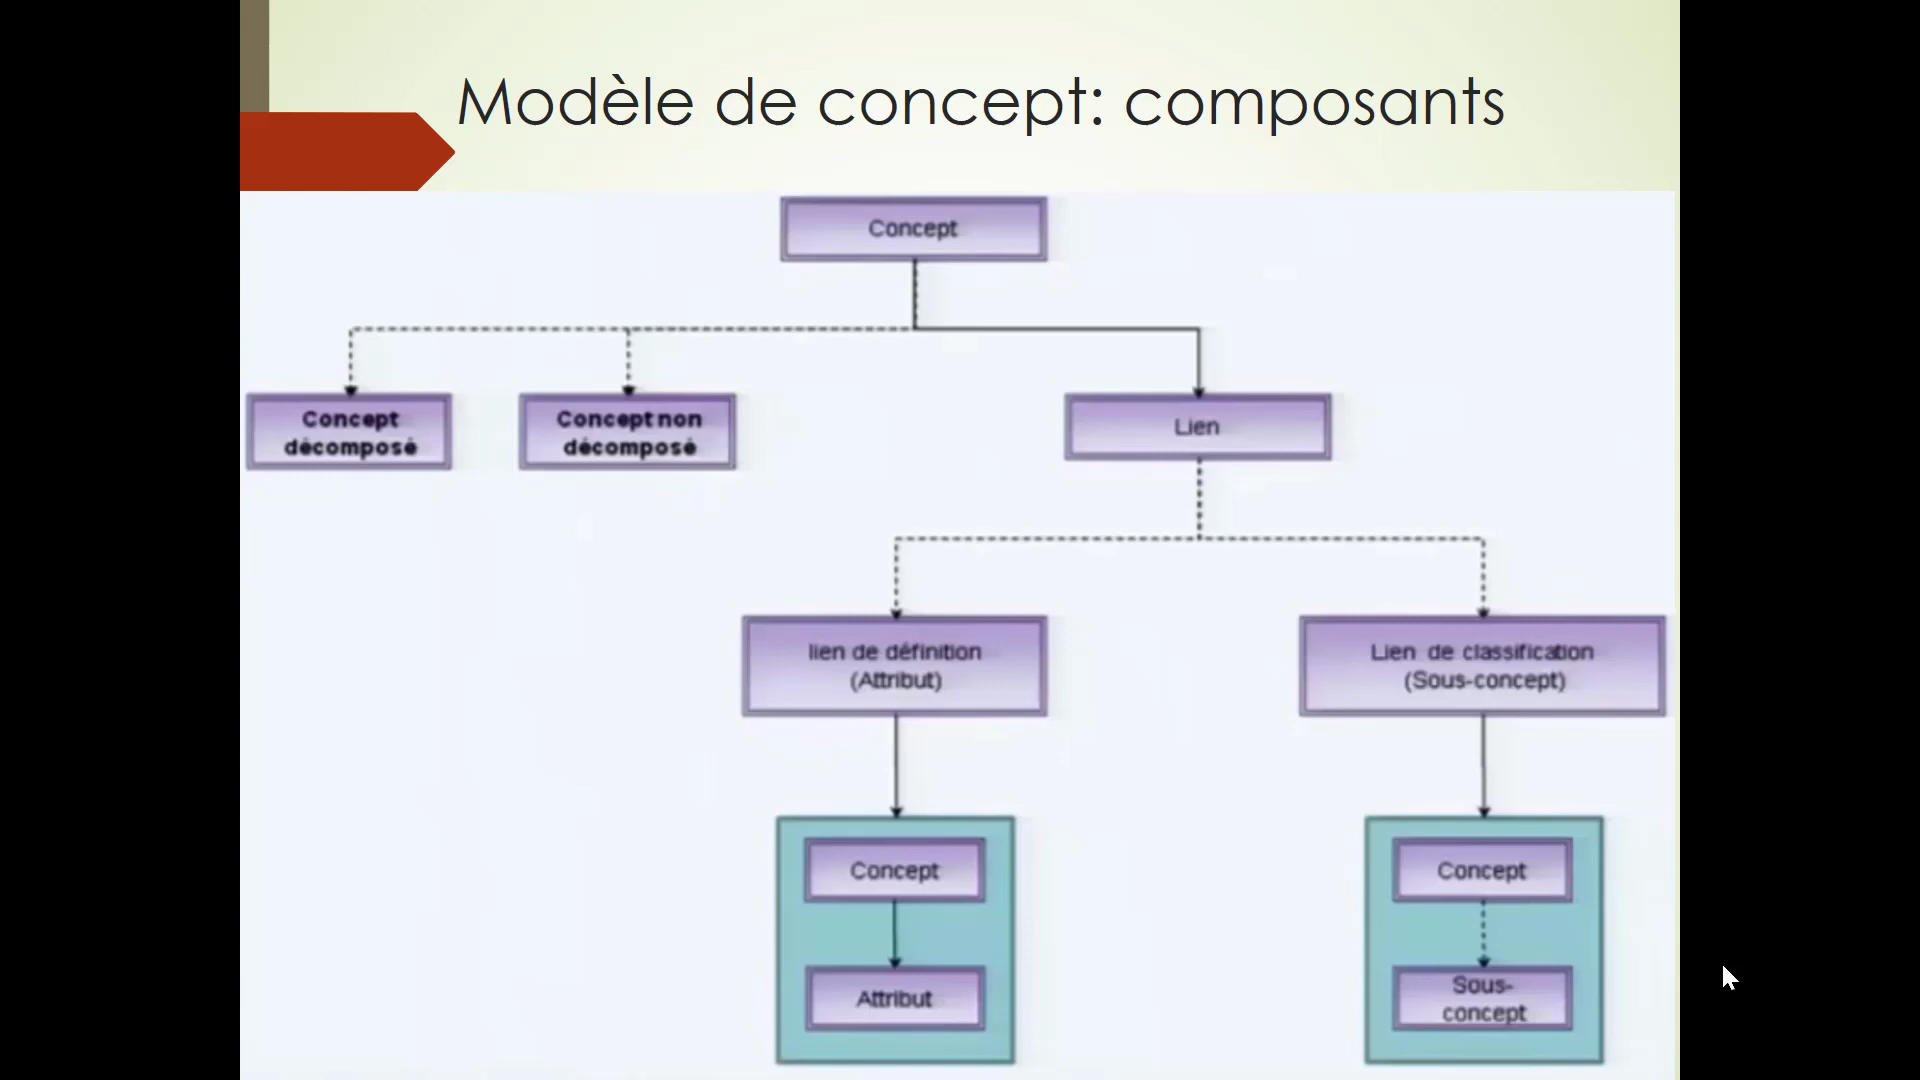 Modèle de concept: composants
Concept
Concept
décomposé
Concept non
décomposé
Lien
lien de définition
(Attribut)
Lien de classification
(Sous-concept)
Concept
Attribut
Concept
Sous-
concept